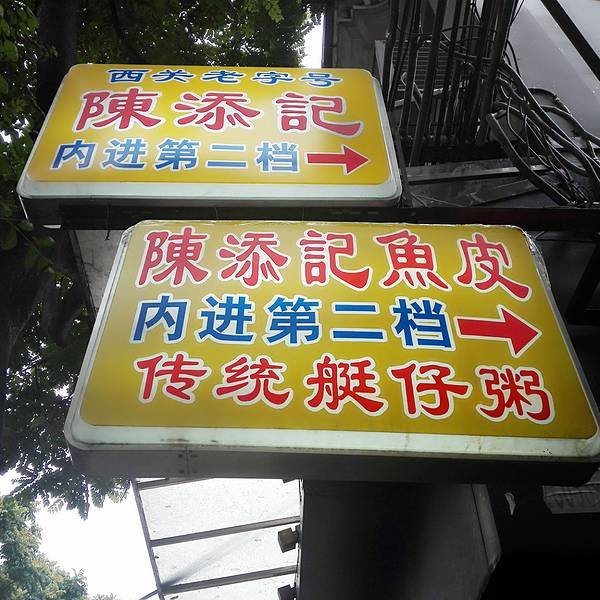 西关老字号
陳添記
内进第二档
陳添記魚皮
内进第二档
传统艇仔粥